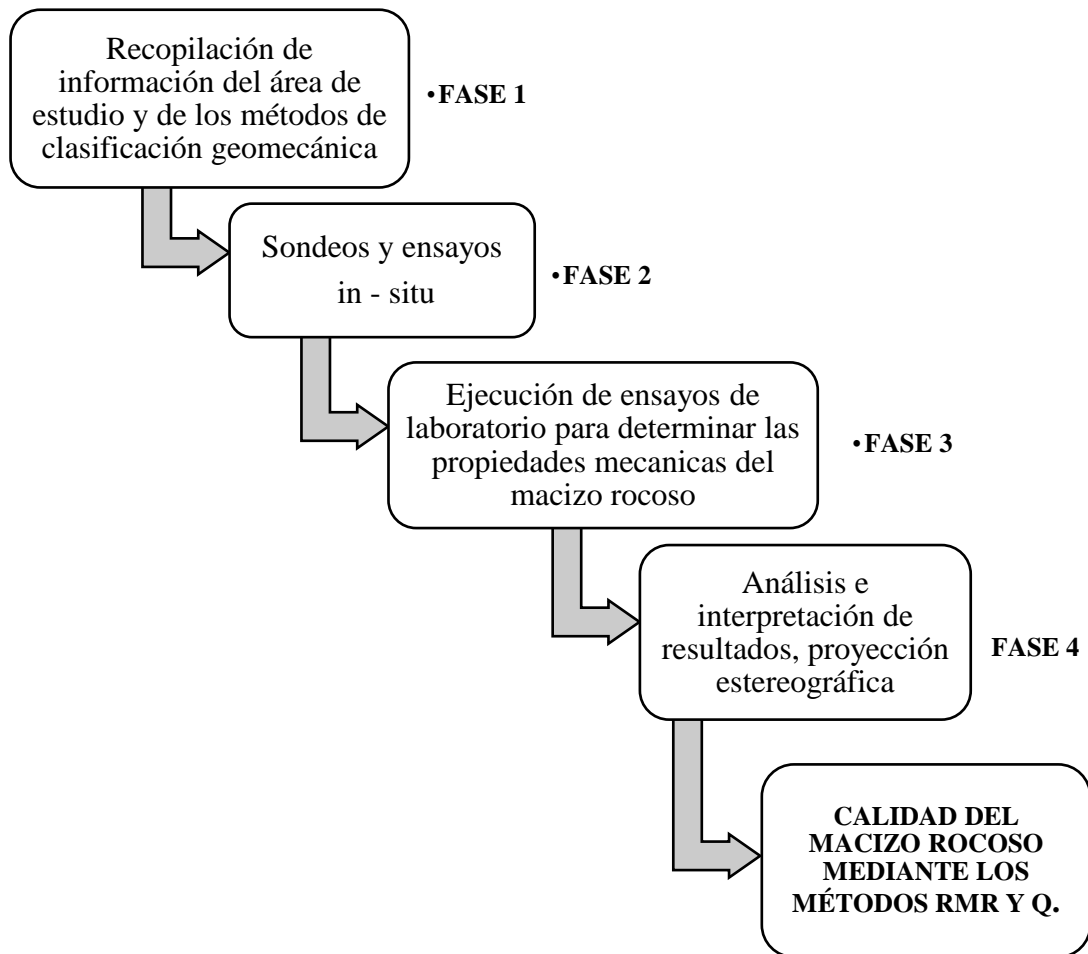 Recopilación de
información del área de
estudio y de los métodos de
clasificación geomecánica
•FASE 1
Sondeos y ensayos
in - situ
•FASE 2
Ejecución de ensayos de
laboratorio para determinar las
propiedades mecanicas del
macizo rocoso
•FASE 3
Análisis e
interpretación de
resultados, proyección
estereográfica
FASE 4
CALIDAD DEL
MACIZO ROCOSO
MEDIANTE LOS
MÉTODOS RMR Y Q.